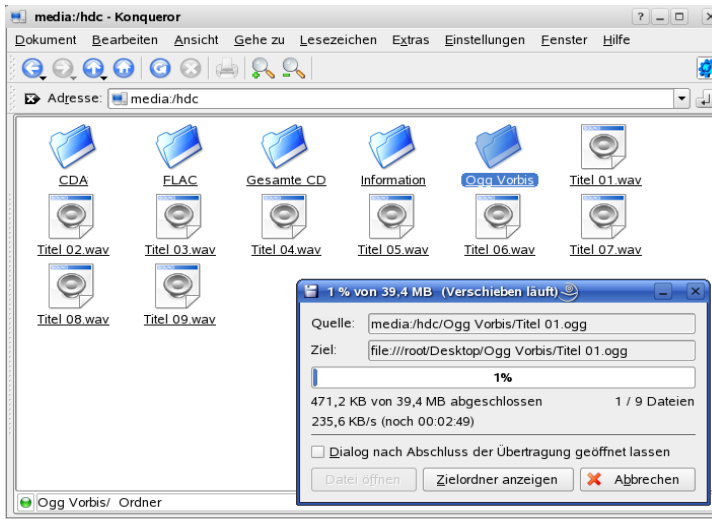 media:/hdc - Konqueror
Dokument Bearbeiten Ansicht Gehe zu Lesezeichen Extras Einstellungen Fenster Hilfe
Adresse: media:/hdc
CDA FLAC Gesamte CD Information Ogg Vorbis Titel 01.wav
Titel 02.wav Titel 03.wav Titel 04.wav Titel 05.wav Titel 06.wav Titel 07.wav
Titel 08.wav Titel 09.wav
1 % von 39,4 MB (Verschieben läuft)
Quelle: media:/hdc/Ogg Vorbis/Titel 01.ogg
Ziel: file:///root/Desktop/Ogg Vorbis/Titel 01.ogg
1%
471,2 KB von 39,4 MB abgeschlossen 1 / 9 Dateien
235,6 KB/s (noch 00:02:49)
Dialog nach Abschluss der Übertragung geöffnet lassen
Datei öffnen Zielordner anzeigen Abbrechen
Ogg Vorbis/ Ordner